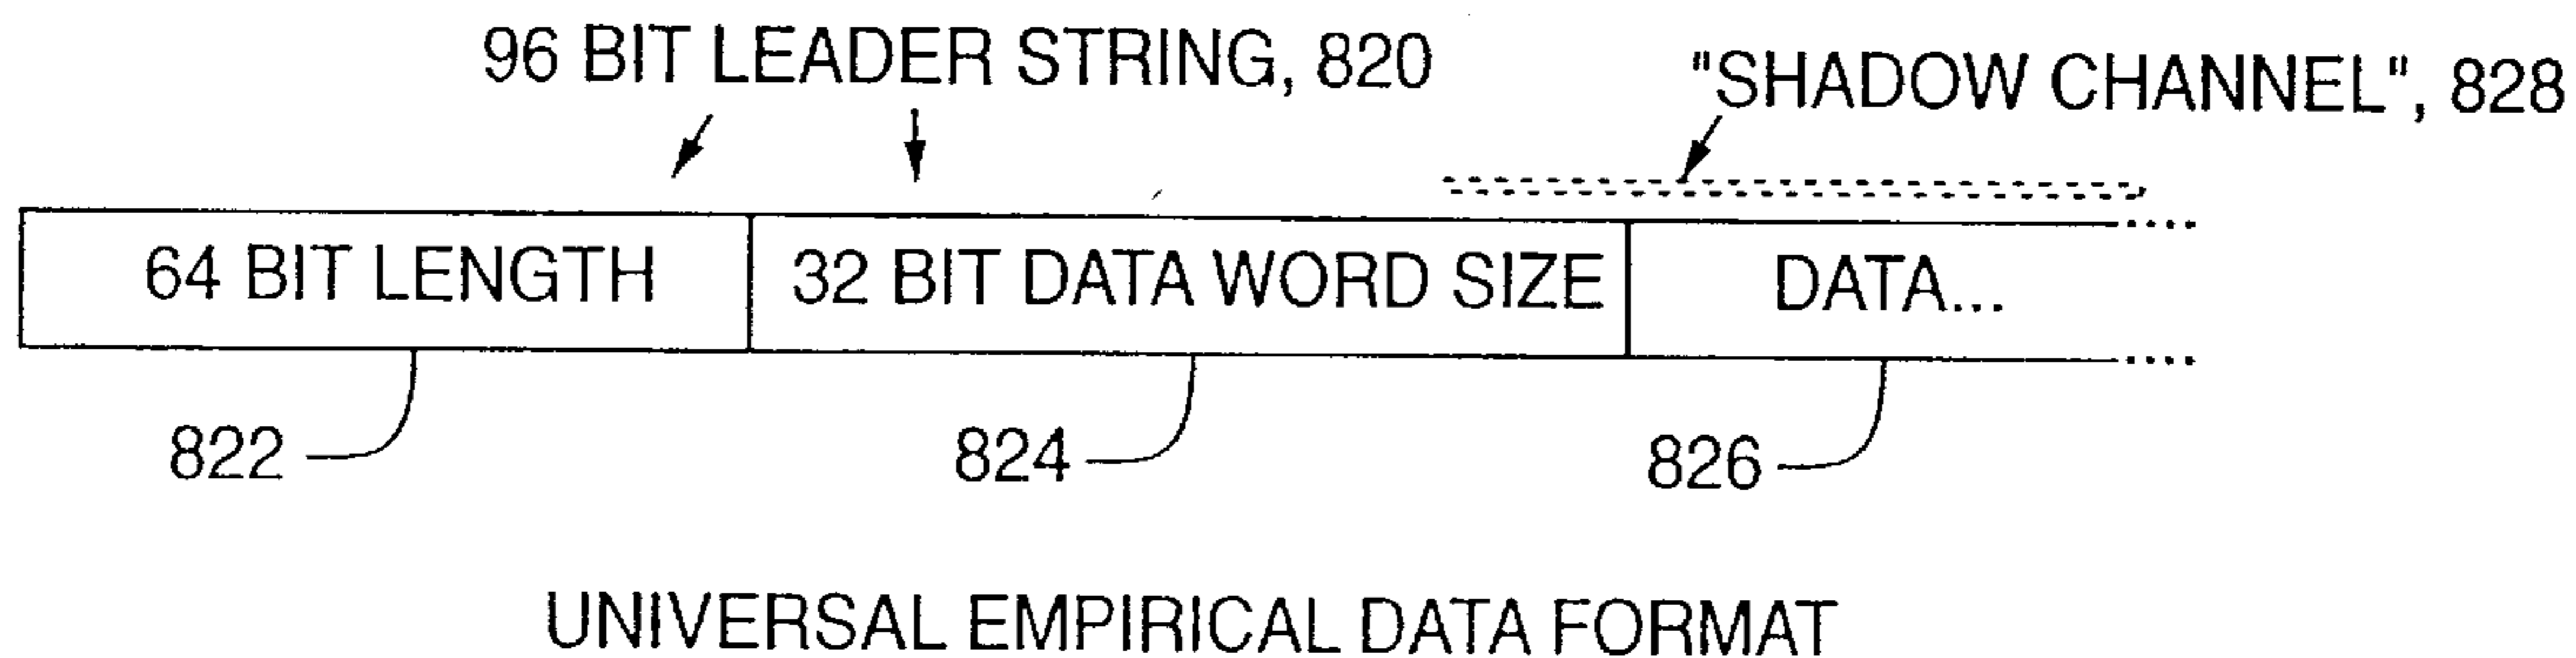 96 BIT LEADER STRING, 820
"SHADOW CHANNEL", 828
64 BIT LENGTH 32 BIT DATA WORD SIZE DATA...
822 824 826
UNIVERSAL EMPIRICAL DATA FORMAT